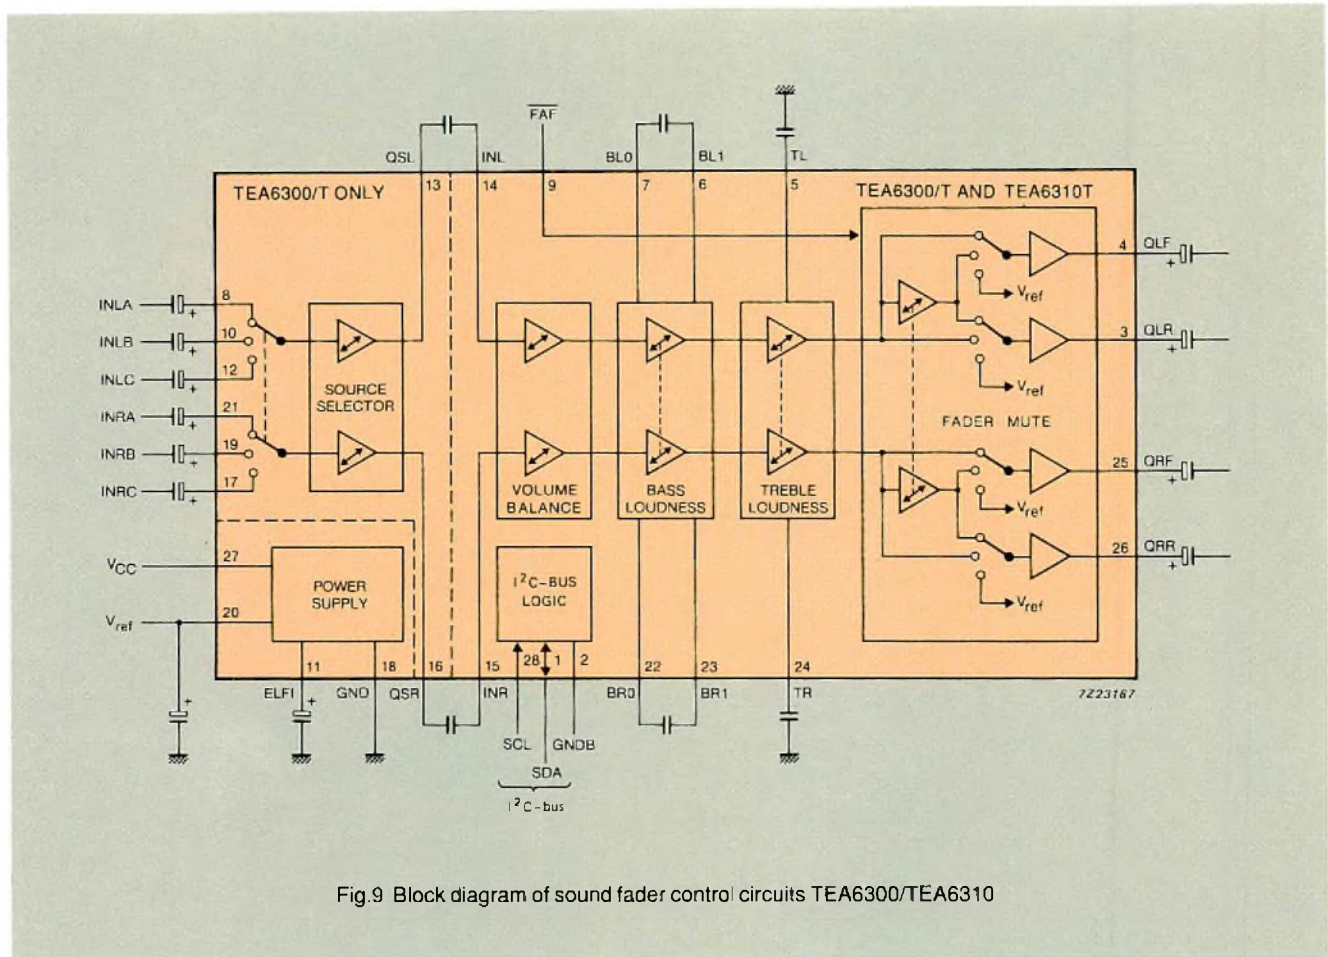 FAF
QSL
INL
BL0
BL1
TL
13
14
9
7
6
5
TEA6300/T ONLY
TEA6300/T AND TEA6310T
4
QLF
+
INLA
8
+
Vref
INLB
10
+
3
QLR
+
INLC
12
+
SOURCE
SELECTOR
Vref
INRA
21
+
FADER MUTE
INRB
19
+
25
QRF
+
INRC
17
+
VOLUME
BALANCE
BASS
LOUDNESS
TREBLE
LOUDNESS
Vref
26
QRR
+
VCC
27
POWER
SUPPLY
I²C-BUS
LOGIC
Vref
20
Vref
11
18
16
15
28
1
2
22
23
24
ELFI
GND
QSR
INR
BR0
BR1
TR
7Z23167
+
+
SCL
GNDB
SDA
I²C-bus
Fig.9 Block diagram of sound fader control circuits TEA6300/TEA6310